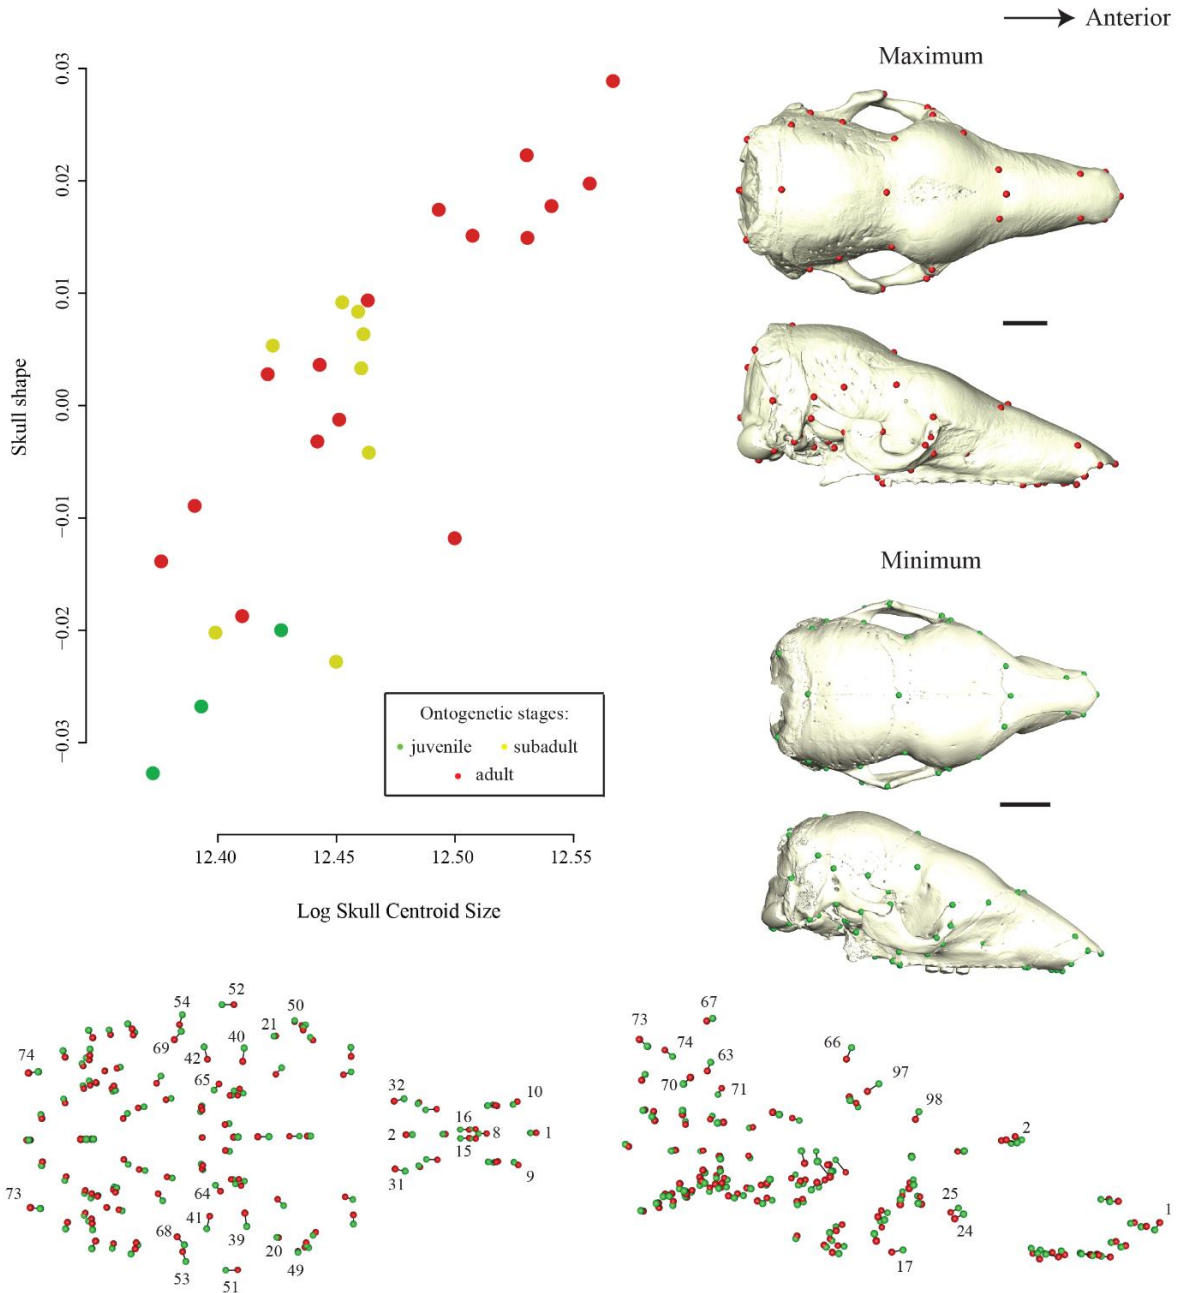 Anterior
Maximum
0.03
0.02
0.01
0.00
−0.01
−0.02
−0.03
Skull shape
Minimum
Ontogenetic stages:
juvenile subadult
adult
12.40 12.45 12.50 12.55
Log Skull Centroid Size
54 52 50
21
69 42 40
74
65
32 10
16
2 8 1
15
31 9
73
64
68 41 39 20
53 51 49
67
73
74 63 66
97
70 71
98
2
25
24
1
17